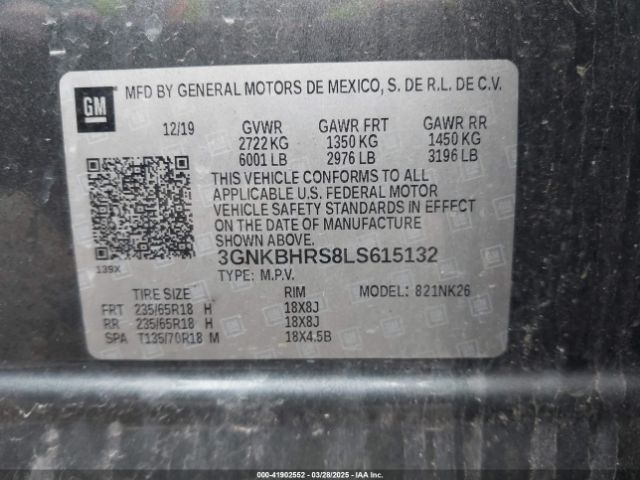 GM
MFD BY GENERAL MOTORS DE MEXICO, S. DE R.L. DE C.V.
12/19 GVWR GAWR FRT GAWR RR
2722 KG 1350 KG 1450 KG
6001 LB 2976 LB 3196 LB
THIS VEHICLE CONFORMS TO ALL
APPLICABLE U.S. FEDERAL MOTOR
VEHICLE SAFETY STANDARDS IN EFFECT
ON THE DATE OF MANUFACTURE
SHOWN ABOVE.
139X 3GNKBHRS8LS615132
TYPE: M.P.V.
TIRE SIZE RIM MODEL: 821NK26
FRT 235/65R18 H 18X8J
RR 235/65R18 H 18X8J
SPA T135/70R18 M 18X4.5B
000-41902552 | 03/28/2025 | IAAI.COM